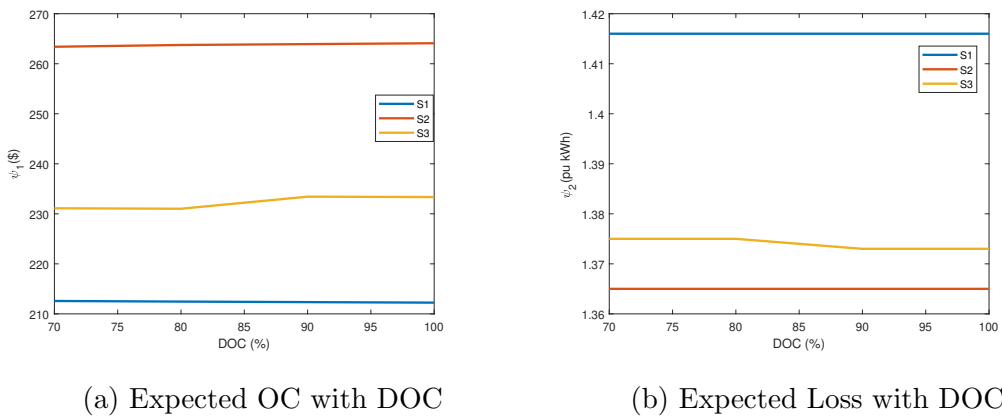 270
260
250
240
230
220
210
70 75 80 85 90 95 100
DOC (%)
ψ1($)
S1
S2
S3
(a) Expected OC with DOC
1.42
1.41
1.4
1.39
1.38
1.37
1.36
70 75 80 85 90 95 100
DOC (%)
ψ2(pu kWh)
S1
S2
S3
(b) Expected Loss with DOC